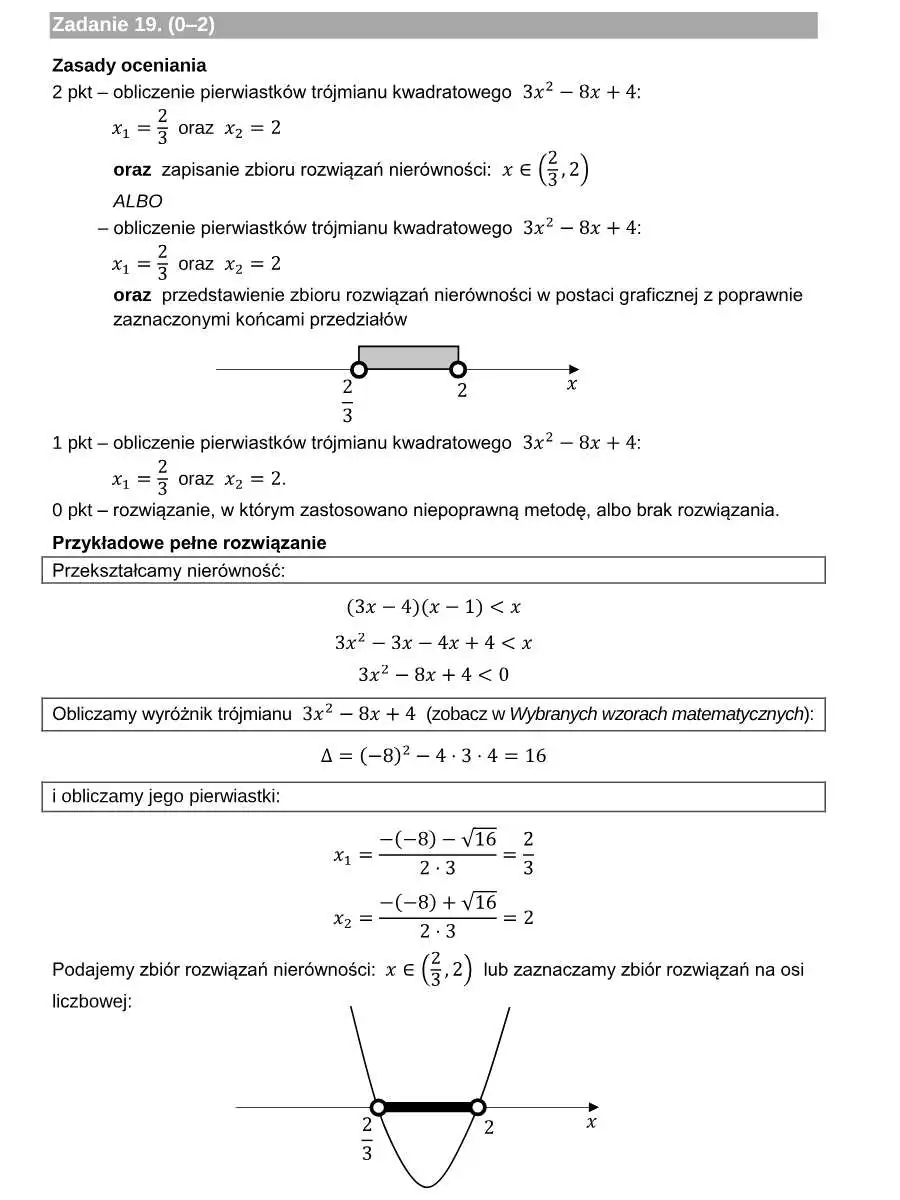 Zadanie 19. (0–2)
Zasady oceniania
2 pkt – obliczenie pierwiastków trójmianu kwadratowego 3x² − 8x + 4:
x₁ = 2/3 oraz x₂ = 2
oraz zapisanie zbioru rozwiązań nierówności: x ∈ (2/3, 2)
ALBO
– obliczenie pierwiastków trójmianu kwadratowego 3x² − 8x + 4:
x₁ = 2/3 oraz x₂ = 2
oraz przedstawienie zbioru rozwiązań nierówności w postaci graficznej z poprawnie
zaznaczonymi końcami przedziałów
2/3 2 x
1 pkt – obliczenie pierwiastków trójmianu kwadratowego 3x² − 8x + 4:
x₁ = 2/3 oraz x₂ = 2.
0 pkt – rozwiązanie, w którym zastosowano niepoprawną metodę, albo brak rozwiązania.
Przykładowe pełne rozwiązanie
Przekształcamy nierówność:
(3x − 4)(x − 1) < x
3x² − 3x − 4x + 4 < x
3x² − 8x + 4 < 0
Obliczamy wyróżnik trójmianu 3x² − 8x + 4 (zobacz w Wybranych wzorach matematycznych):
Δ = (−8)² − 4 · 3 · 4 = 16
i obliczamy jego pierwiastki:
x₁ = (−(−8) − √16)/(2 · 3) = 2/3
x₂ = (−(−8) + √16)/(2 · 3) = 2
Podajemy zbiór rozwiązań nierówności: x ∈ (2/3, 2) lub zaznaczamy zbiór rozwiązań na osi
liczbowej:
2/3 2 x